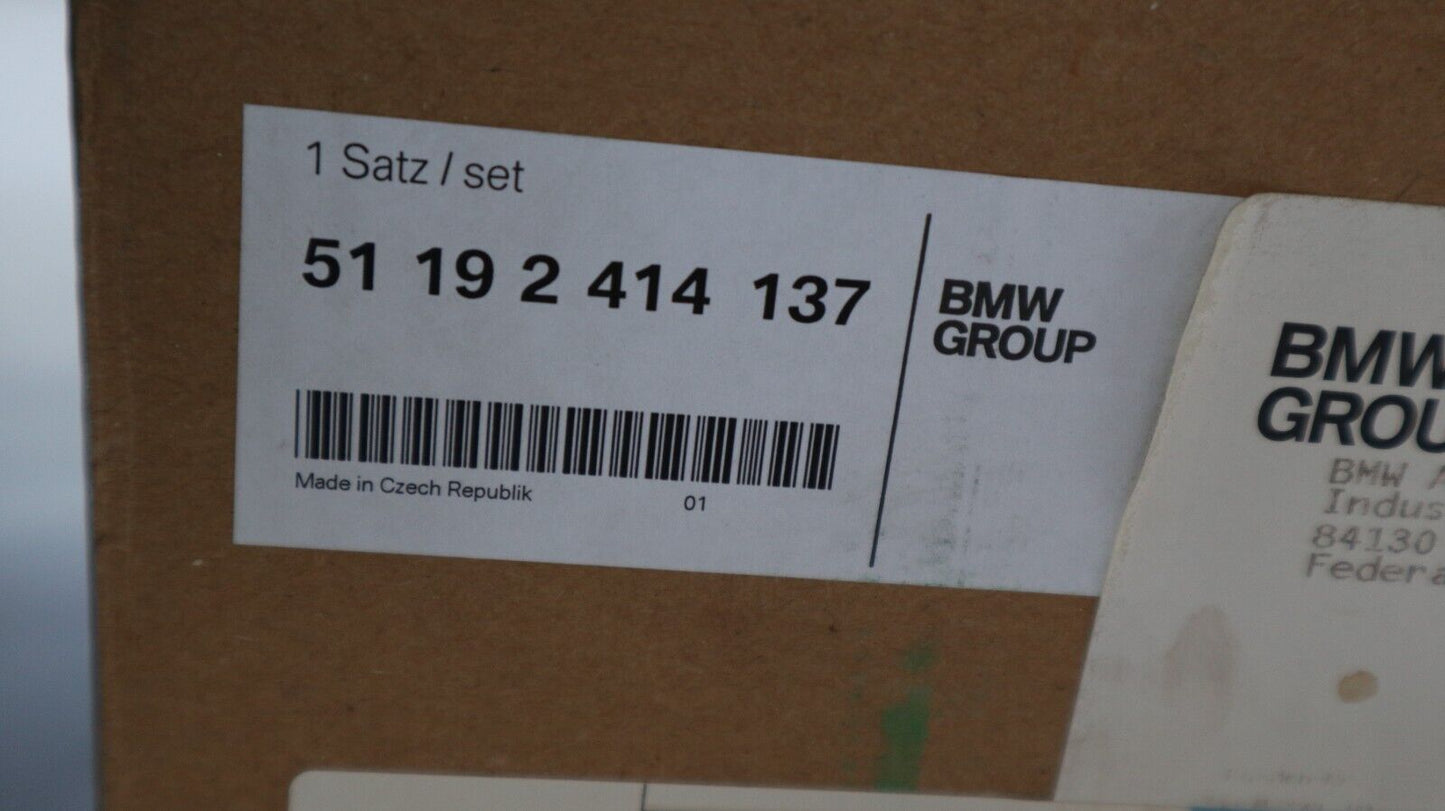 1 Satz / set
51 19 2 414 137
BMW
GROUP
Made in Czech Republik
01
BMW
GROU
BMW A
Indus
84130
Federa